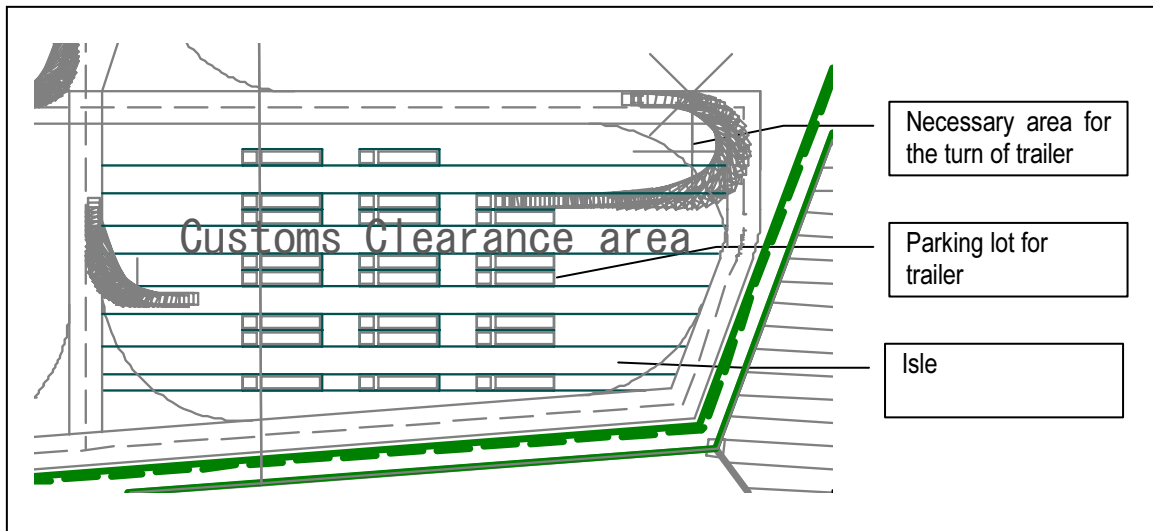 Necessary area for
the turn of trailer
Customs Clearance area
Parking lot for
trailer
Isle